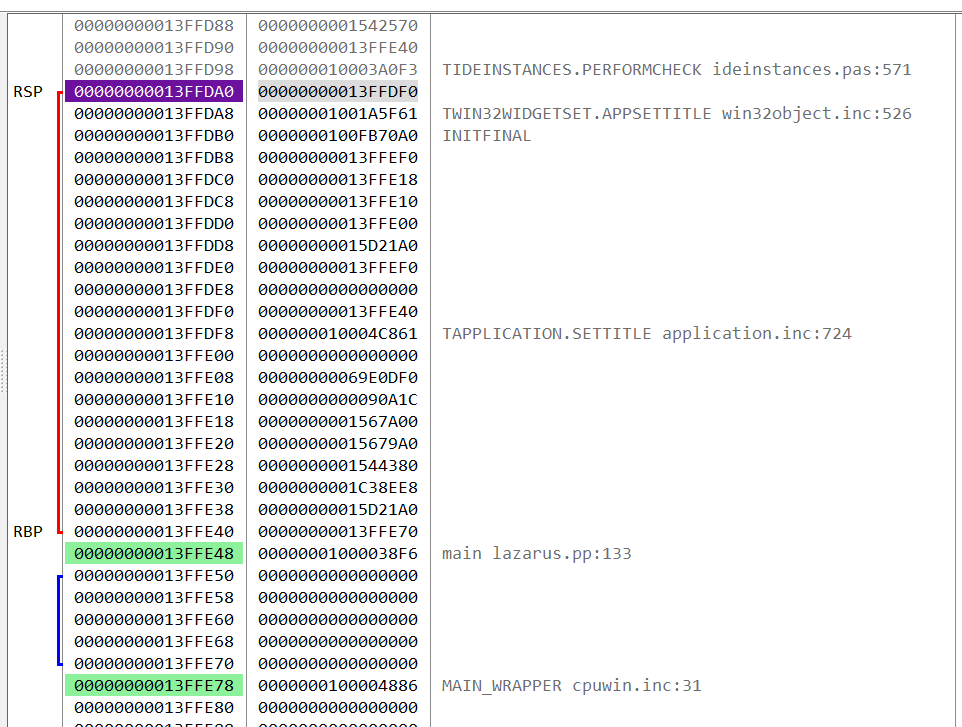 00000000013FFD88 0000000001542570
00000000013FFD90 00000000013FFE40
00000000013FFD98 000000010003A0F3 TIDEINSTANCES.PERFORMCHECK ideinstances.pas:571
RSP 00000000013FFDA0 00000000013FFDF0
00000000013FFDA8 00000001001A5F61 TWIN32WIDGETSET.APPSETTITLE win32object.inc:526
00000000013FFDB0 0000000100FB70A0 INITFINAL
00000000013FFDB8 00000000013FFEF0
00000000013FFDC0 00000000013FFE18
00000000013FFDC8 00000000013FFE10
00000000013FFDD0 00000000013FFE00
00000000013FFDD8 00000000015D21A0
00000000013FFDE0 00000000013FFEF0
00000000013FFDE8 0000000000000000
00000000013FFDF0 00000000013FFE40
00000000013FFDF8 000000010004C861 TAPPLICATION.SETTITLE application.inc:724
00000000013FFE00 0000000000000000
00000000013FFE08 00000000069E0DF0
00000000013FFE10 0000000000090A1C
00000000013FFE18 0000000001567A00
00000000013FFE20 00000000015679A0
00000000013FFE28 0000000001544380
00000000013FFE30 0000000001C38EE8
00000000013FFE38 00000000015D21A0
RBP 00000000013FFE40 00000000013FFE70
00000000013FFE48 00000001000038F6 main lazarus.pp:133
00000000013FFE50 0000000000000000
00000000013FFE58 0000000000000000
00000000013FFE60 0000000000000000
00000000013FFE68 0000000000000000
00000000013FFE70 0000000000000000
00000000013FFE78 0000000100004886 MAIN_WRAPPER cpuwin.inc:31
00000000013FFE80 0000000000000000